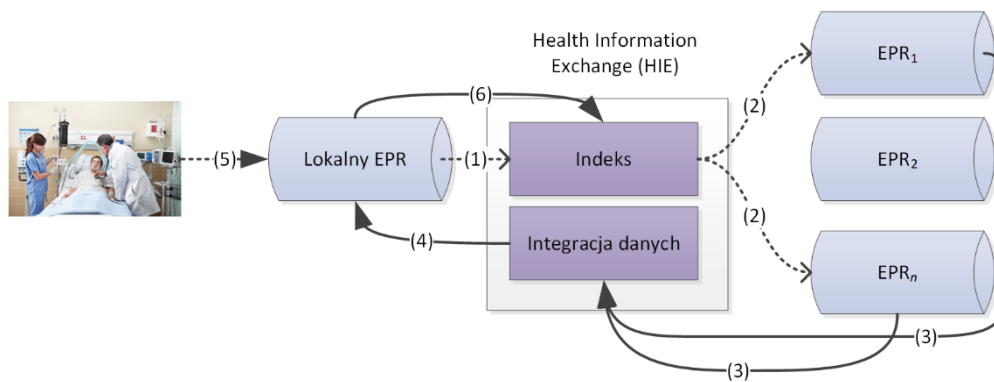 Health Information
Exchange (HIE)
EPR1
(6)
(2)
(5)
Lokalny EPR
(1)
Indeks
EPR2
(2)
(4)
Integracja danych
EPRn
(3)
(3)